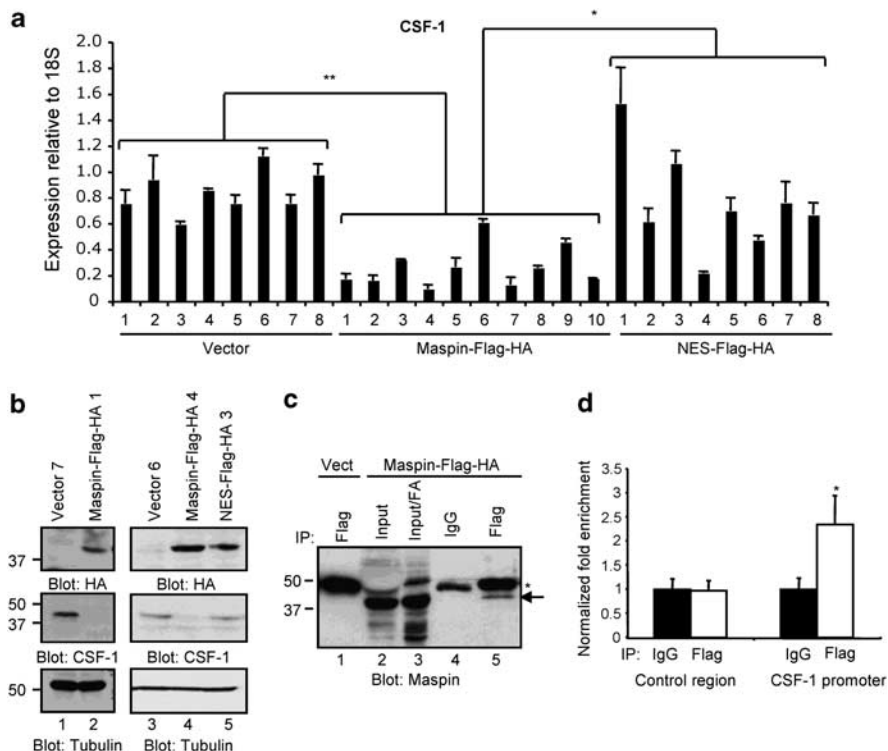 a
CSF-1
Expression relative to 18S
2.0
1.8
1.6
1.4
1.2
1.0
0.8
0.6
0.4
0.2
0
**
*
1 2 3 4 5 6 7 8
Vector
1 2 3 4 5 6 7 8 9 10
Maspin-Flag-HA
1 2 3 4 5 6 7 8
NES-Flag-HA
b
Vector 7
Maspin-Flag-HA 1
Vector 6
Maspin-Flag-HA 4
NES-Flag-HA 3
37
Blot: HA
Blot: HA
50
37
Blot: CSF-1
Blot: CSF-1
50
1 2 3 4 5
Blot: Tubulin
Blot: Tubulin
c
Vect
Maspin-Flag-HA
IP:
Flag
Input
Input/FA
IgG
Flag
50
37
*
1 2 3 4 5
Blot: Maspin
d
Normalized fold enrichment
3.5
3
2.5
2
1.5
1
0.5
0
*
IP: IgG Flag IgG Flag
Control region
CSF-1 promoter